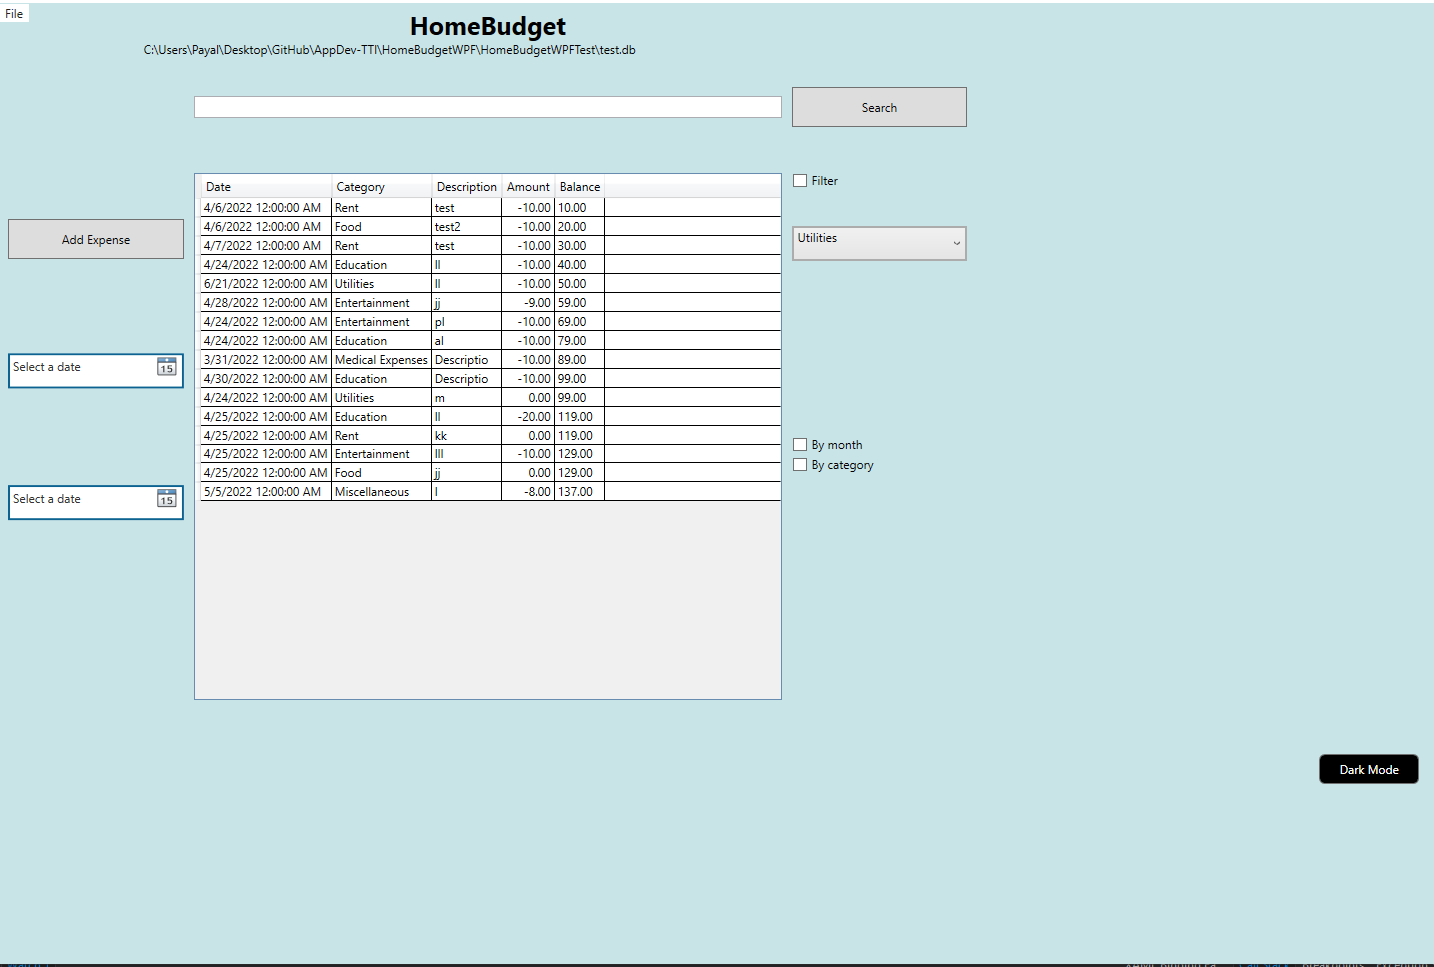 File
HomeBudget
C:\Users\Payal\Desktop\GitHub\AppDev-TTI\HomeBudgetWPF\HomeBudgetWPFTest\test.db
Search
Date Category Description Amount Balance
4/6/2022 12:00:00 AM Rent test -10.00 10.00
4/6/2022 12:00:00 AM Food test2 -10.00 20.00
4/7/2022 12:00:00 AM Rent test -10.00 30.00
4/24/2022 12:00:00 AM Education ll -10.00 40.00
6/21/2022 12:00:00 AM Utilities ll -10.00 50.00
4/28/2022 12:00:00 AM Entertainment jj -9.00 59.00
4/24/2022 12:00:00 AM Entertainment pl -10.00 69.00
4/24/2022 12:00:00 AM Education al -10.00 79.00
3/31/2022 12:00:00 AM Medical Expenses Descriptio -10.00 89.00
4/30/2022 12:00:00 AM Education Descriptio -10.00 99.00
4/24/2022 12:00:00 AM Utilities m 0.00 99.00
4/25/2022 12:00:00 AM Education ll -20.00 119.00
4/25/2022 12:00:00 AM Rent kk 0.00 119.00
4/25/2022 12:00:00 AM Entertainment lll -10.00 129.00
4/25/2022 12:00:00 AM Food jj 0.00 129.00
5/5/2022 12:00:00 AM Miscellaneous l -8.00 137.00
Add Expense
Select a date
15
Select a date
15
Filter
Utilities
By month
By category
Dark Mode